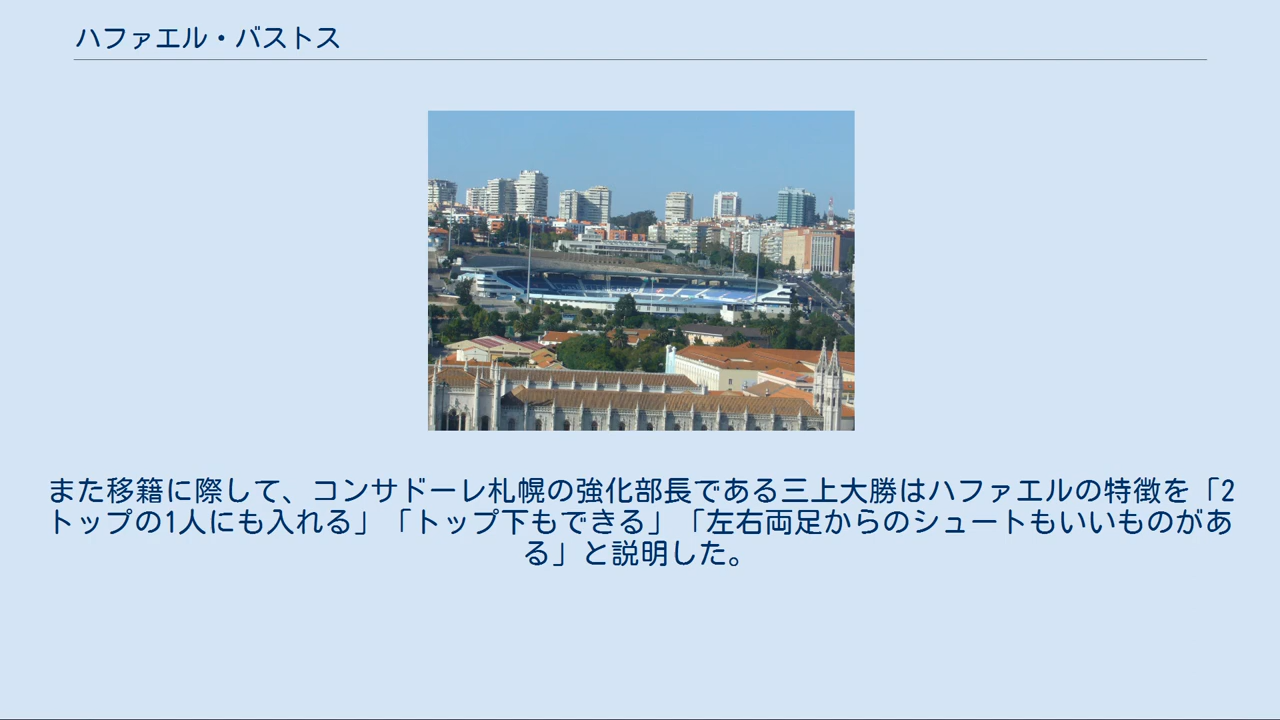 ハファエル・バストス
また移籍に際して、コンサドーレ札幌の強化部長である三上大勝はハファエルの特徴を「2
トップの1人にも入れる」「トップ下もできる」「左右両足からのシュートもいいものがあ
る」と説明した。